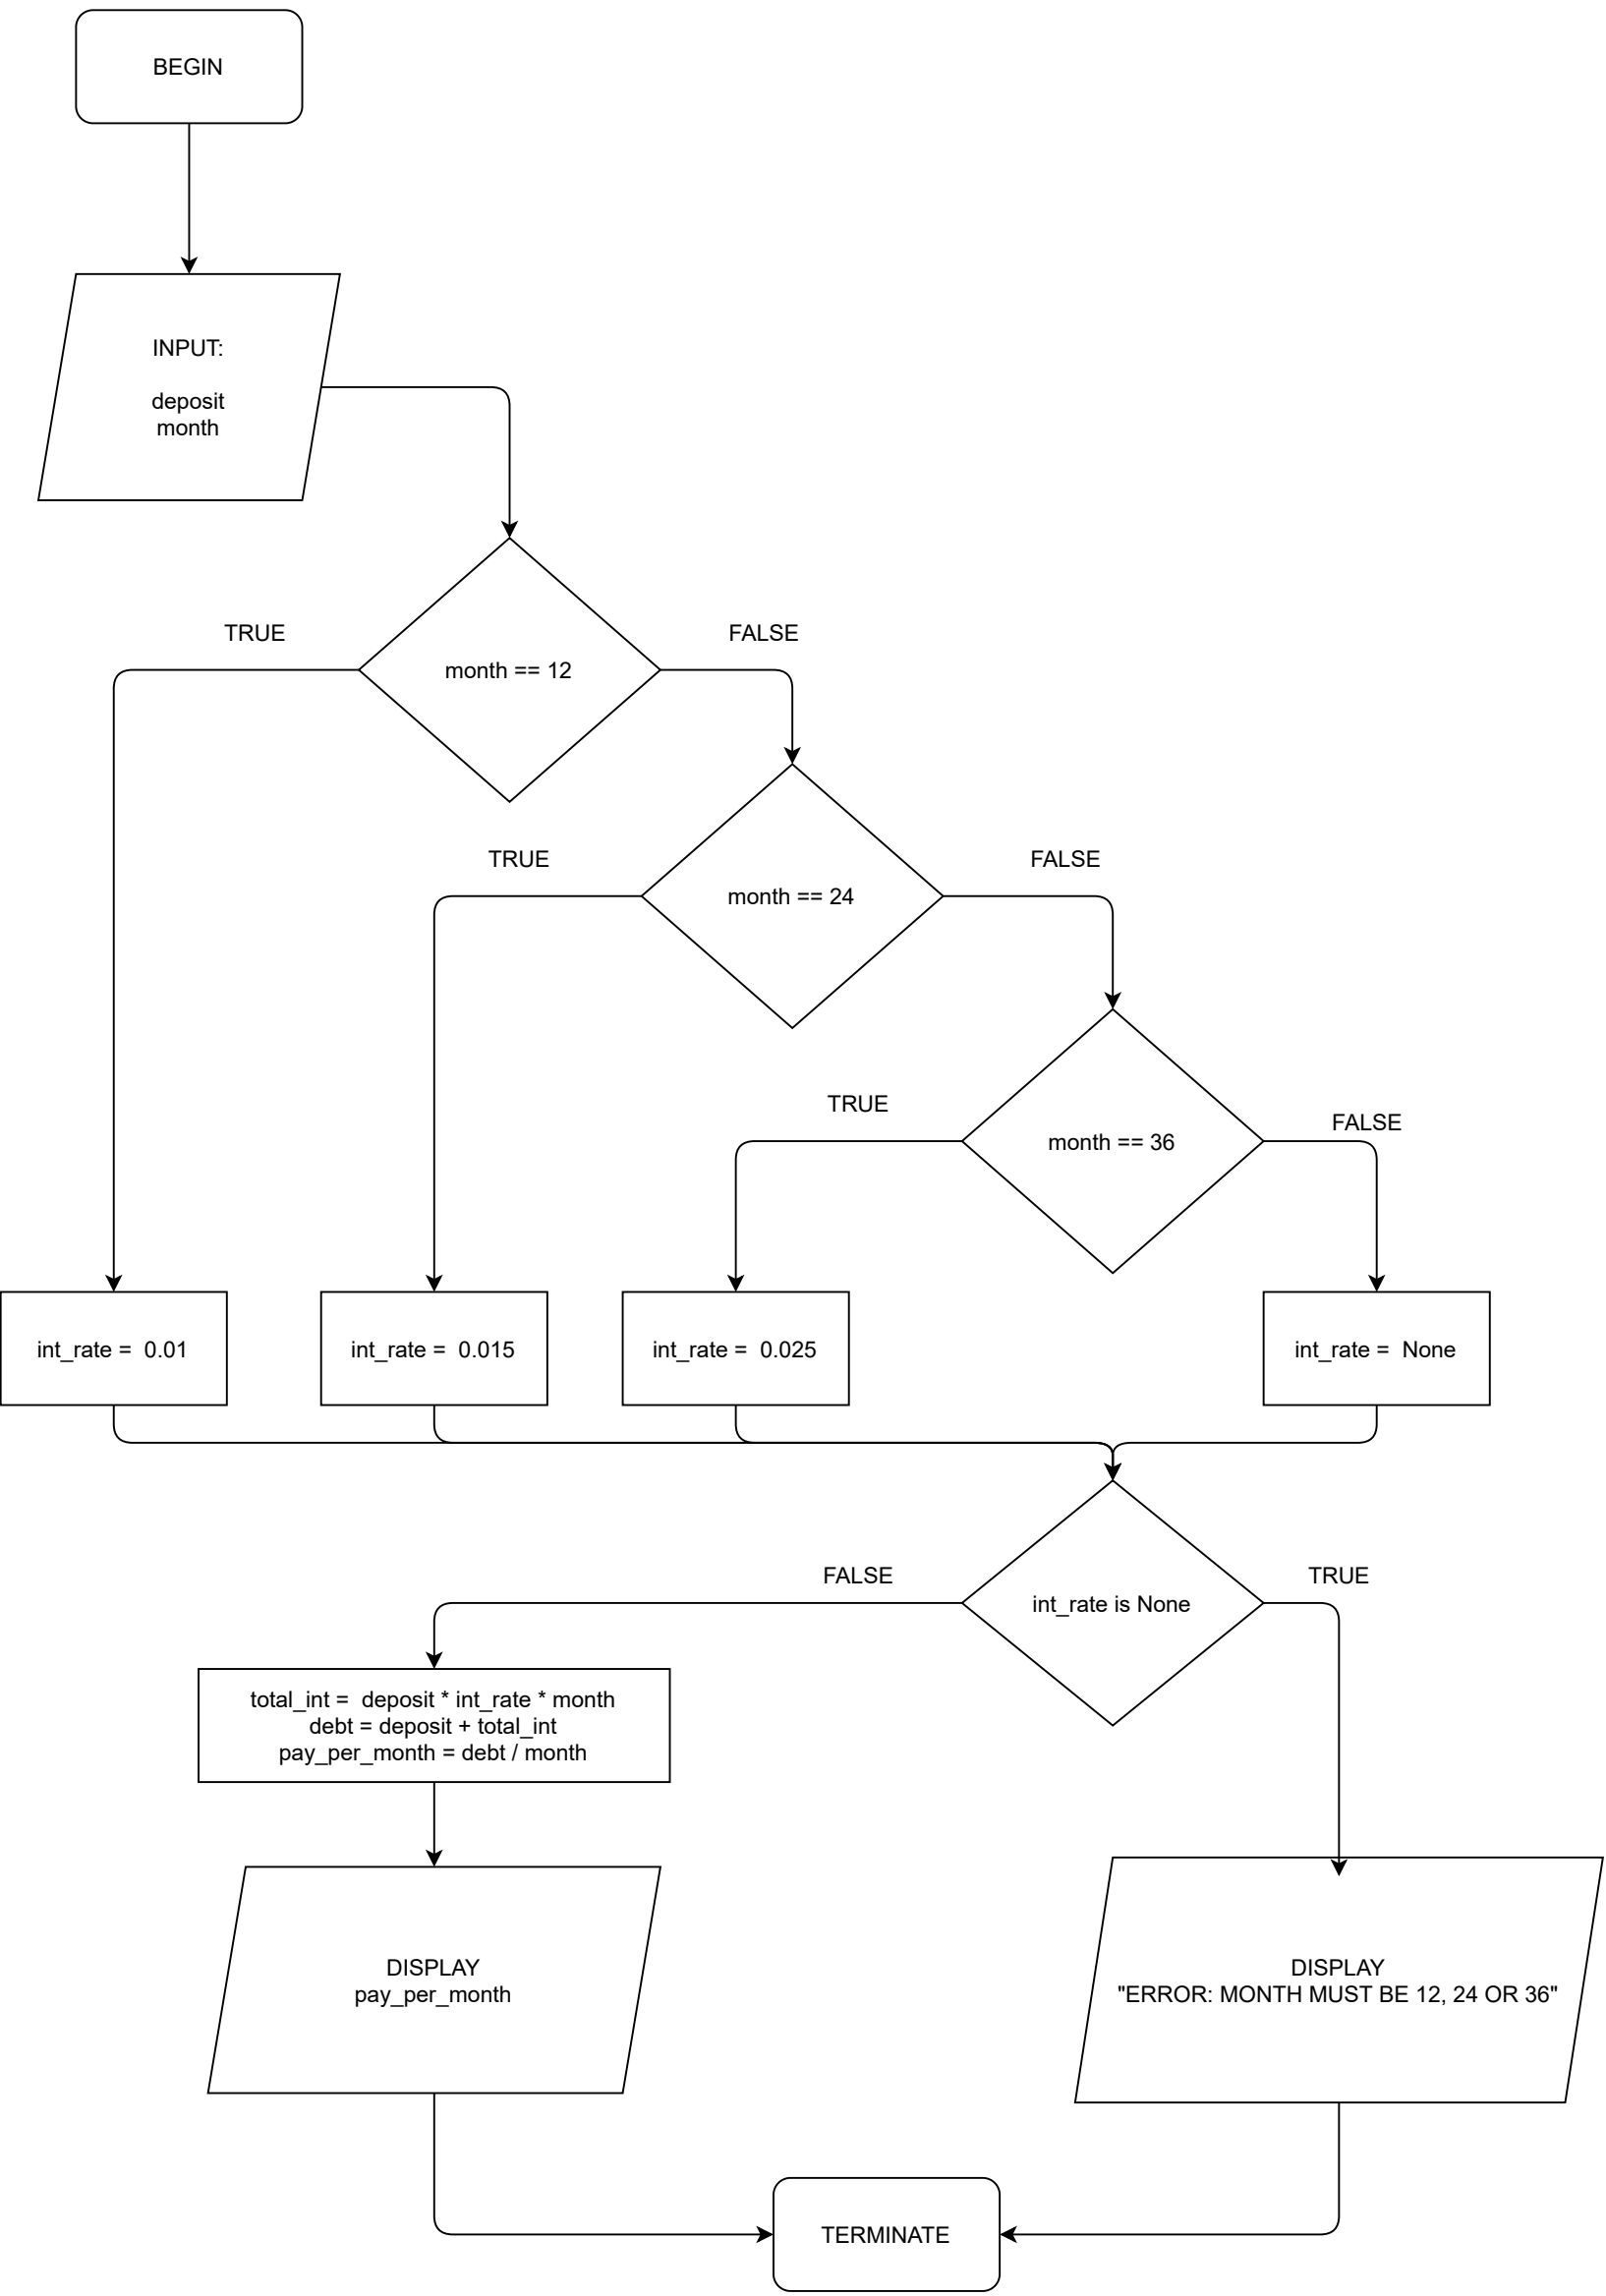 BEGIN
INPUT:
deposit
month
TRUE
FALSE
month == 12
TRUE
FALSE
month == 24
TRUE
FALSE
month == 36
int_rate =  0.01
int_rate =  0.015
int_rate =  0.025
int_rate =  None
FALSE
TRUE
int_rate is None
total_int =  deposit * int_rate * month
debt = deposit + total_int
pay_per_month = debt / month
DISPLAY
pay_per_month
DISPLAY
"ERROR: MONTH MUST BE 12, 24 OR 36"
TERMINATE